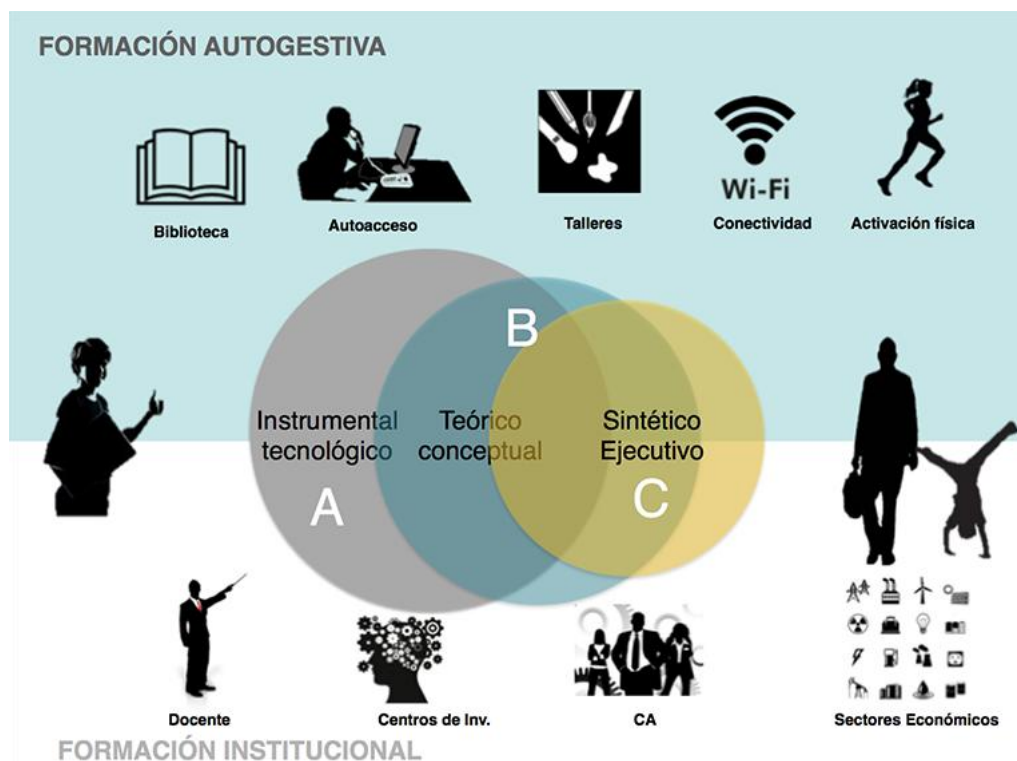 FORMACIÓN AUTOGESTIVA
Wi-Fi
Biblioteca
Autoacceso
Talleres
Conectividad
Activación física
B
Instrumental
tecnológico
Teórico
conceptual
Sintético
Ejecutivo
A
C
Docente
Centros de Inv.
CA
Sectores Económicos
FORMACIÓN INSTITUCIONAL